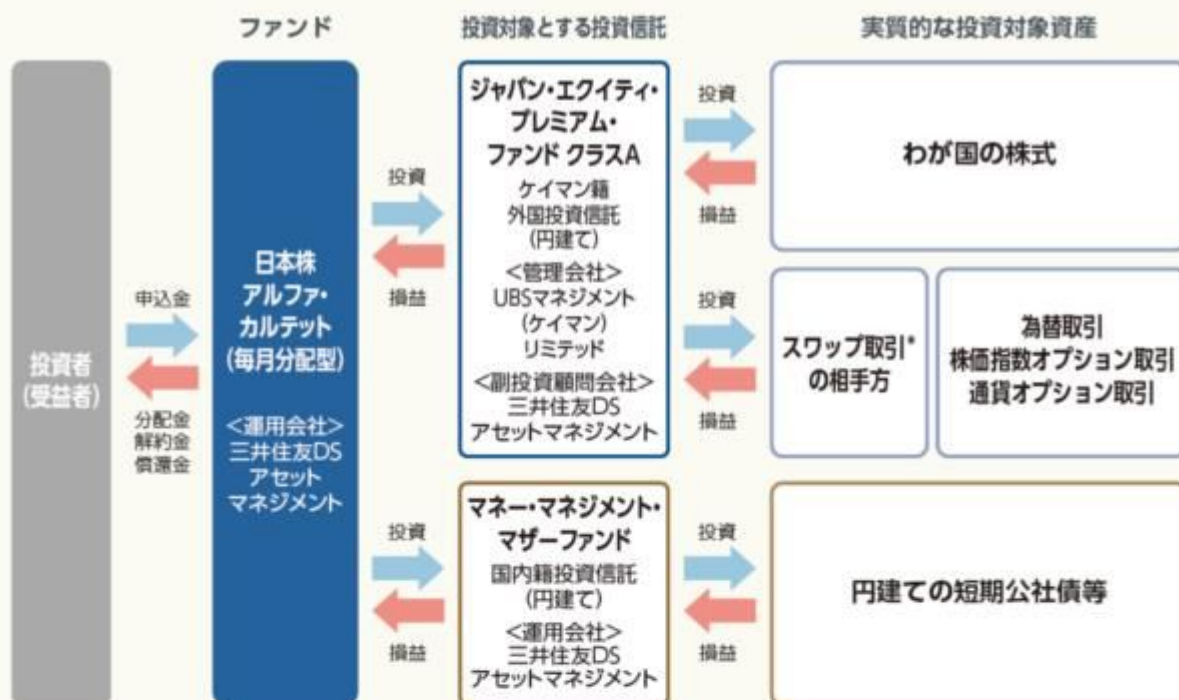 ファンド
投資対象とする投資信託
実質的な投資対象資産
投資者
(受益者)
申込金
分配金
解約金
償還金
日本株
アルファ・
カルテット
(毎月分配型)
<運用会社>
三井住友DS
アセット
マネジメント
投資
損益
ジャパン・エクイティ・
プレミアム・
ファンド クラスA
ケイマン籍
外国投資信託
(円建て)
<管理会社>
UBSマネジメント
(ケイマン)
リミテッド
<副投資顧問会社>
三井住友DS
アセットマネジメント
投資
損益
わが国の株式
投資
損益
スワップ取引*
の相手方
為替取引
株価指数オプション取引
通貨オプション取引
投資
損益
マネー・マネジメント・
マザーファンド
国内籍投資信託
(円建て)
<運用会社>
三井住友DS
アセットマネジメント
投資
損益
円建ての短期公社債等